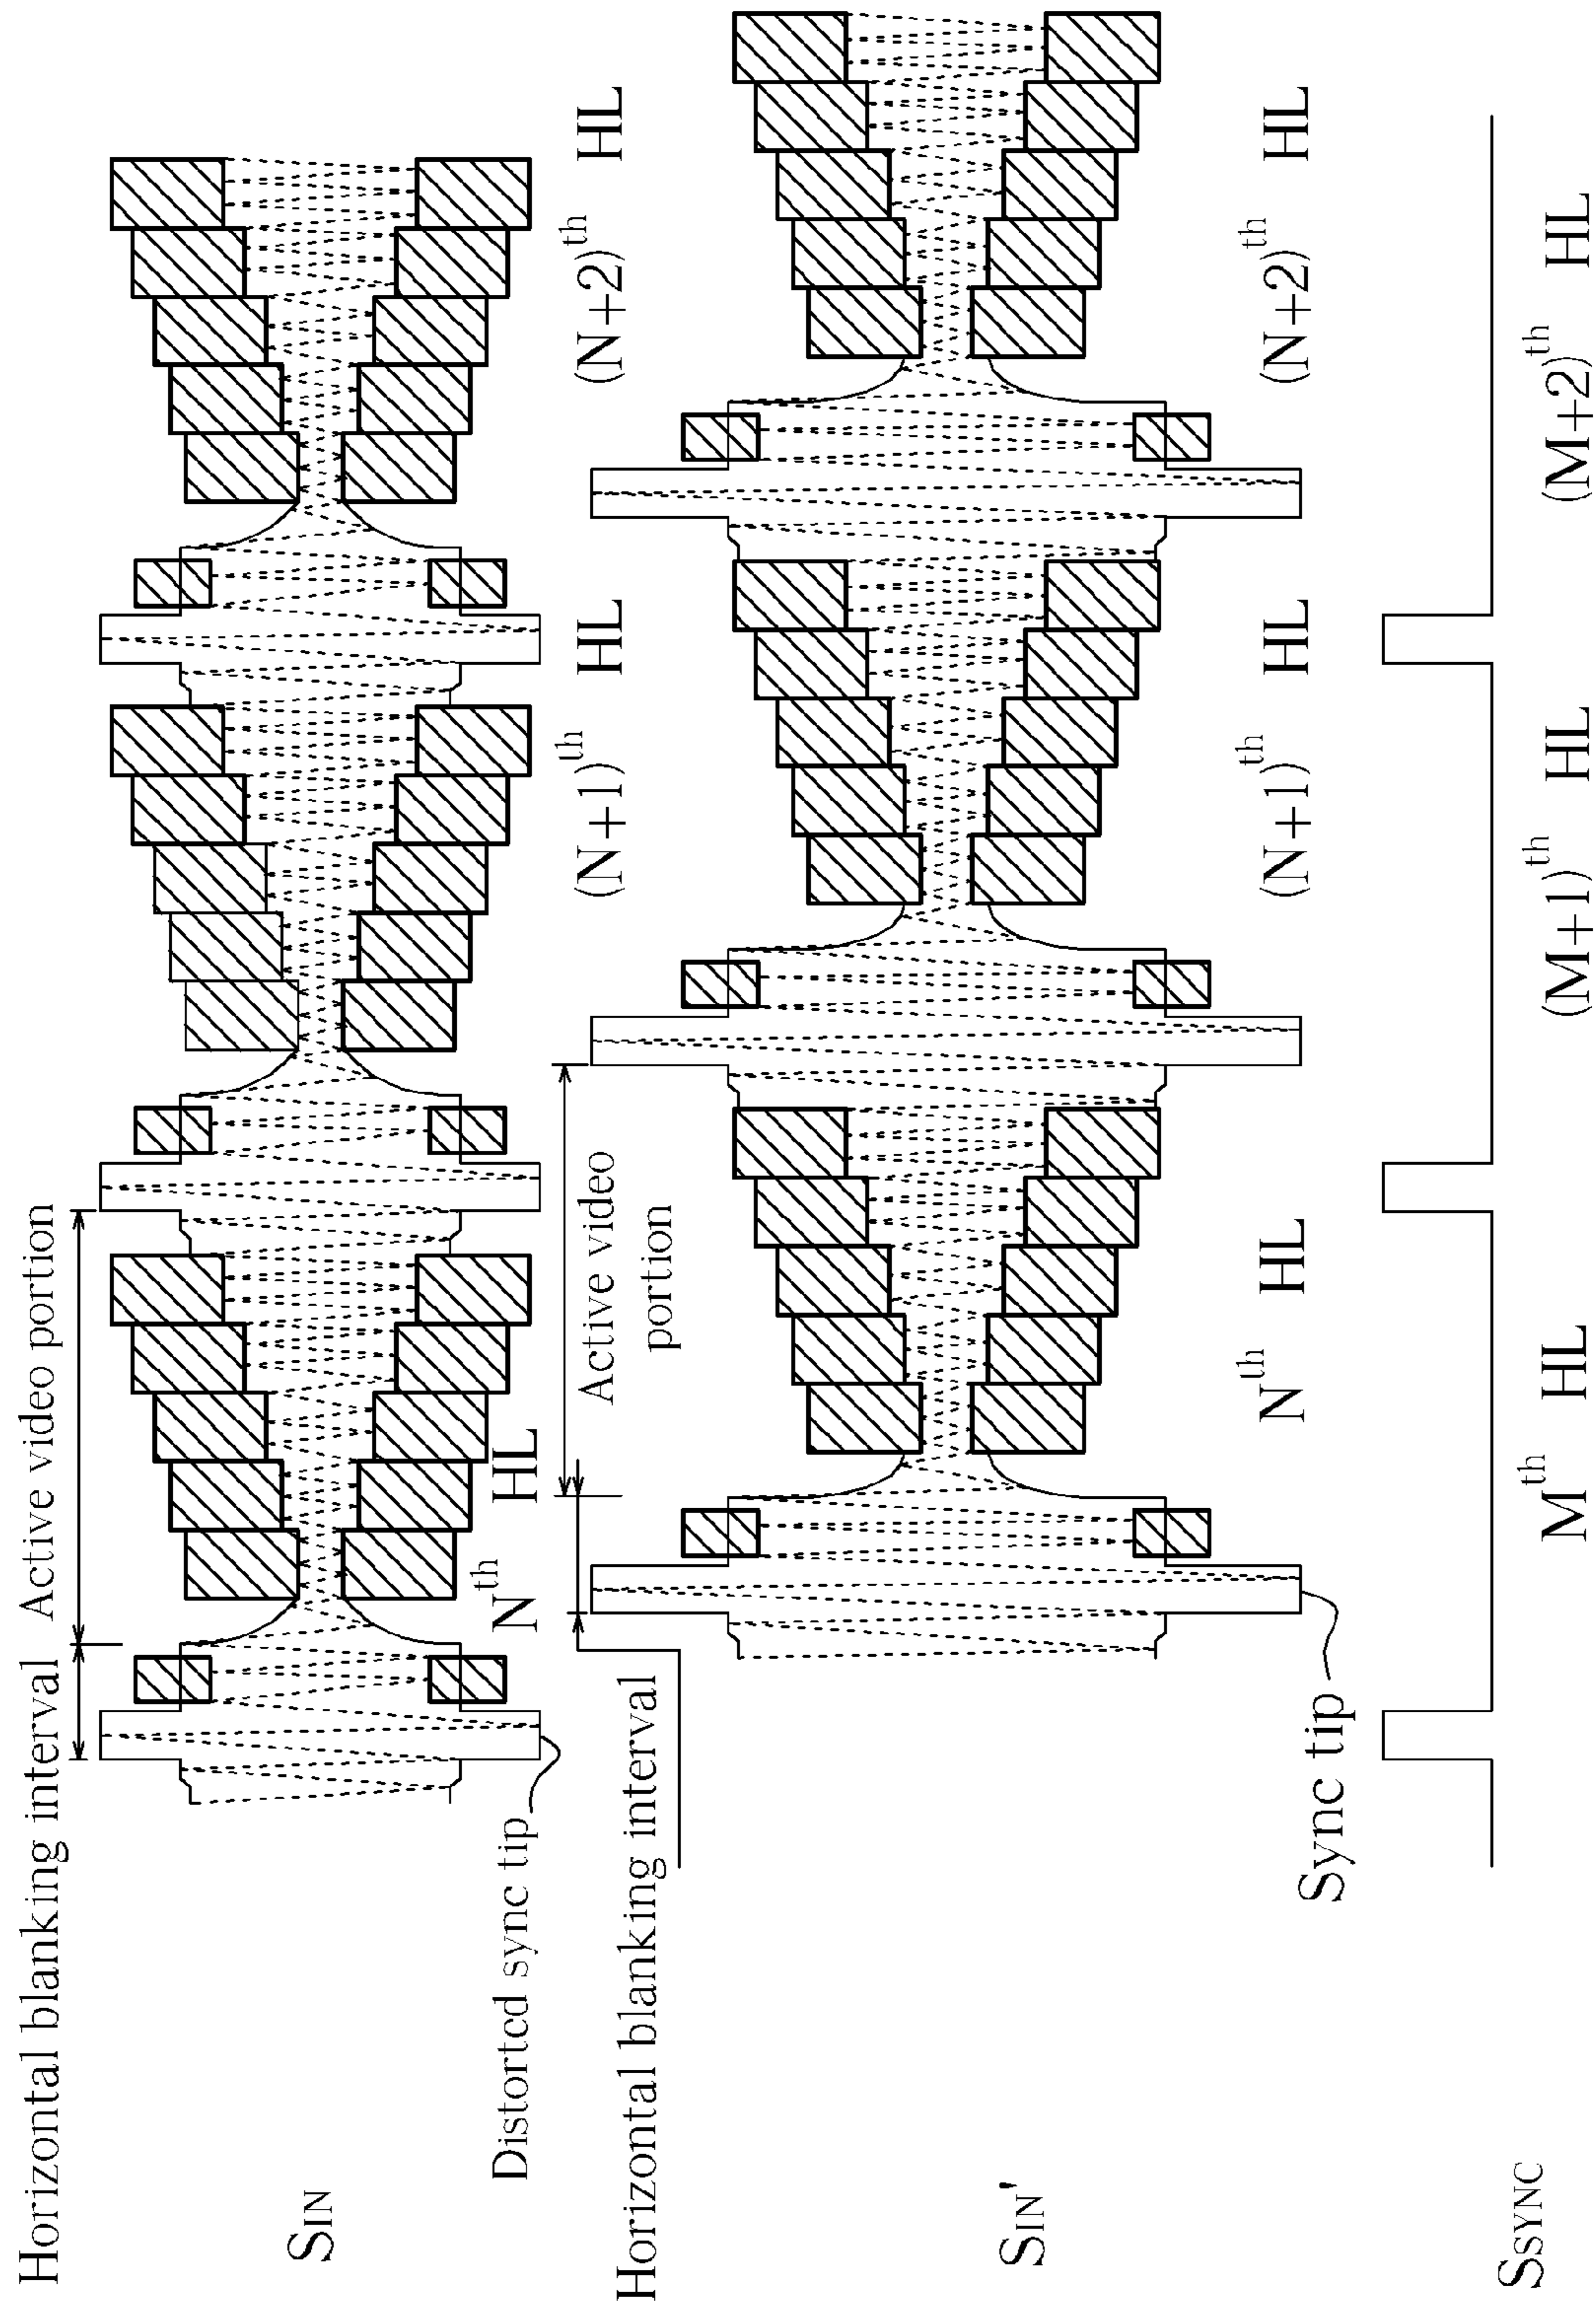 Horizontal blanking interval
Active video portion
SIN
Distortcd sync tip
Nth HL
(N+1)th HL
(N+2)th HL
Horizontal blanking interval
Active video
portion
SIN'
Sync tip
Nth HL
(N+1)th HL
(N+2)th HL
SSYNC
Mth HL
(M+1)th HL
(M+2)th HL